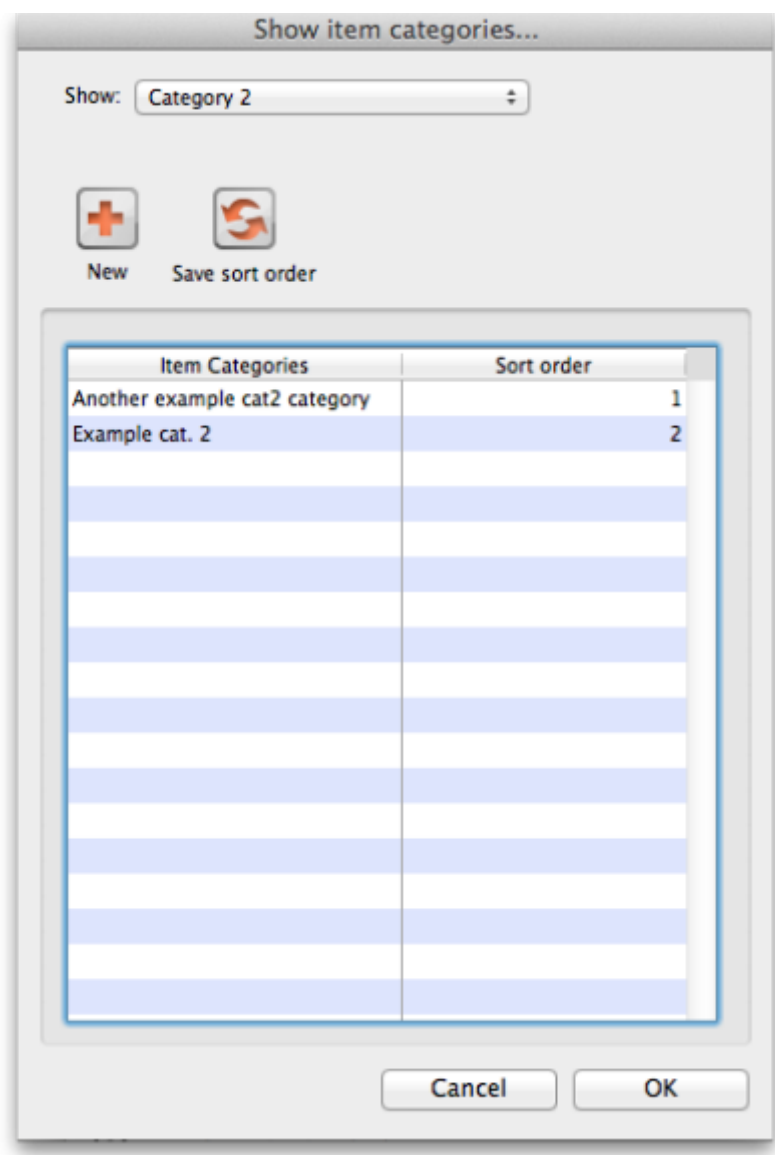 Show item categories...
Show: Category 2
New Save sort order
Item Categories Sort order
Another example cat2 category 1
Example cat. 2 2
Cancel OK